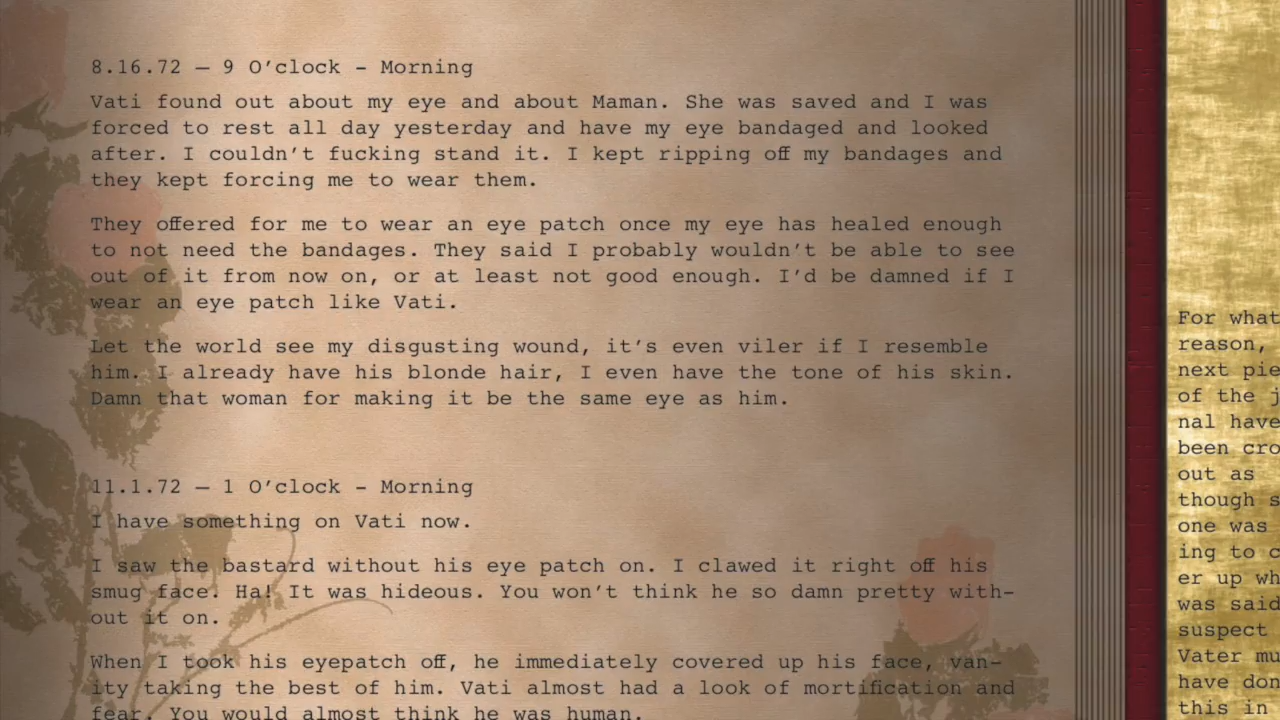 8.16.72 — 9 O’clock – Morning
Vati found out about my eye and about Maman. She was saved and I was
forced to rest all day yesterday and have my eye bandaged and looked
after. I couldn’t fucking stand it. I kept ripping off my bandages and
they kept forcing me to wear them.
They offered for me to wear an eye patch once my eye has healed enough
to not need the bandages. They said I probably wouldn’t be able to see
out of it from now on, or at least not good enough. I’d be damned if I
wear an eye patch like Vati.
Let the world see my disgusting wound, it’s even viler if I resemble
him. I already have his blonde hair, I even have the tone of his skin.
Damn that woman for making it be the same eye as him.
11.1.72 — 1 O’clock – Morning
I have something on Vati now.
I saw the bastard without his eye patch on. I clawed it right off his
smug face. Ha! It was hideous. You won’t think he so damn pretty with-
out it on.
When I took his eyepatch off, he immediately covered up his face, van-
ity taking the best of him. Vati almost had a look of mortification and
fear. You would almost think he was human.
For what
reason,
next pie
of the j
nal have
been cro
out as
though s
one was
ing to c
er up wh
was said
suspect
Vater mu
have don
this in